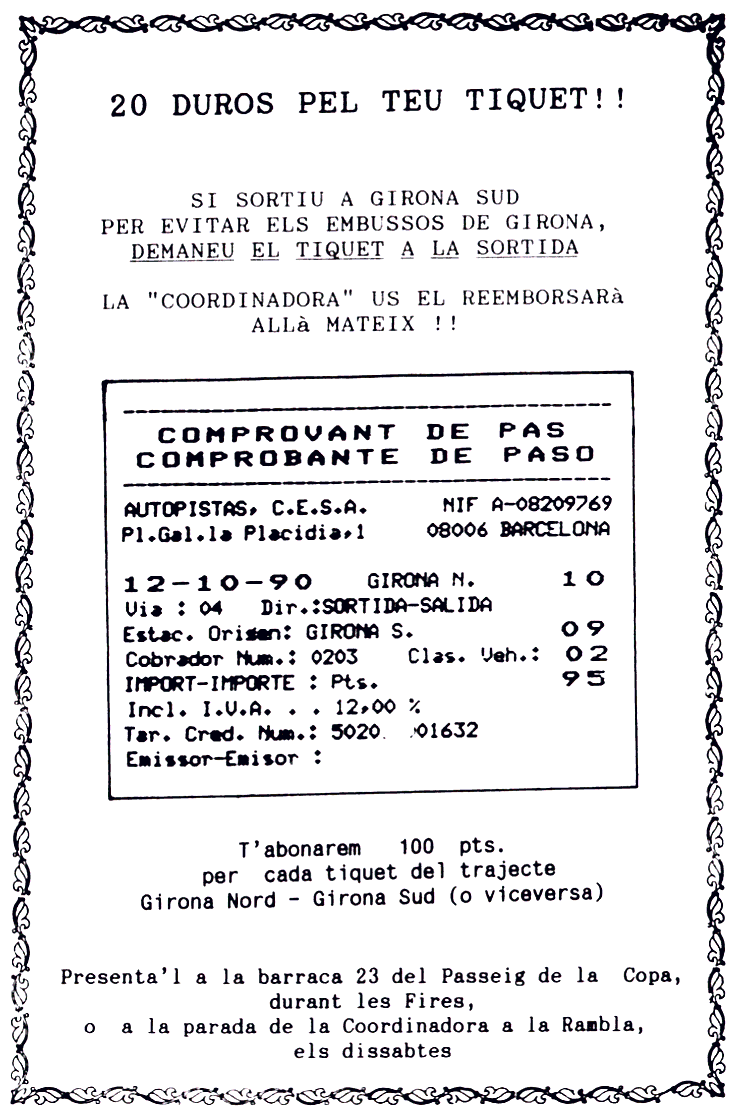 20 DUROS PEL TEU TIQUET!!
SI SORTIU A GIRONA SUD
PER EVITAR ELS EMBUSSOS DE GIRONA,
DEMANEU EL TIQUET A LA SORTIDA
LA "COORDINADORA" US EL REEMBORSARà
ALLà MATEIX !!
COMPROVANT DE PAS
COMPROBANTE DE PASO
AUTOPISTAS, C.E.S.A. NIF A-08209769
Pl.Gal.la Placidia,1 08006 BARCELONA
12-10-90 GIRONA N. 10
Via : 04 Dir.:SORTIDA-SALIDA
Estac. Origen: GIRONA S. 09
Cobrador Num.: 0203 Clas. Veh.: 02
IMPORT-IMPORTE : Pts. 95
Incl. I.V.A. . . 12,00 %
Tar. Cred. Num.: 5020 01632
Emissor-Emisor :
T'abonarem 100 pts.
per cada tiquet del trajecte
Girona Nord - Girona Sud (o viceversa)
Presenta'l a la barraca 23 del Passeig de la Copa,
durant les Fires,
o a la parada de la Coordinadora a la Rambla,
els dissabtes